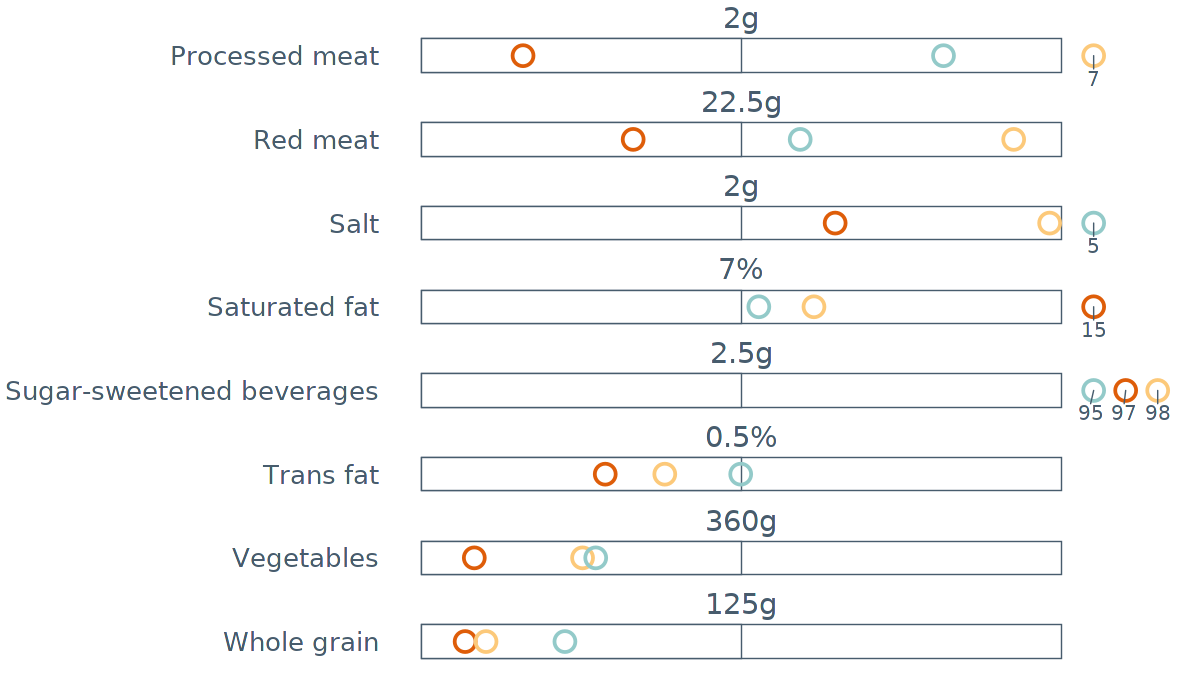 2g
Processed meat
7
22.5g
Red meat
2g
Salt
5
7%
Saturated fat
15
2.5g
Sugar-sweetened beverages
95 97 98
0.5%
Trans fat
360g
Vegetables
125g
Whole grain